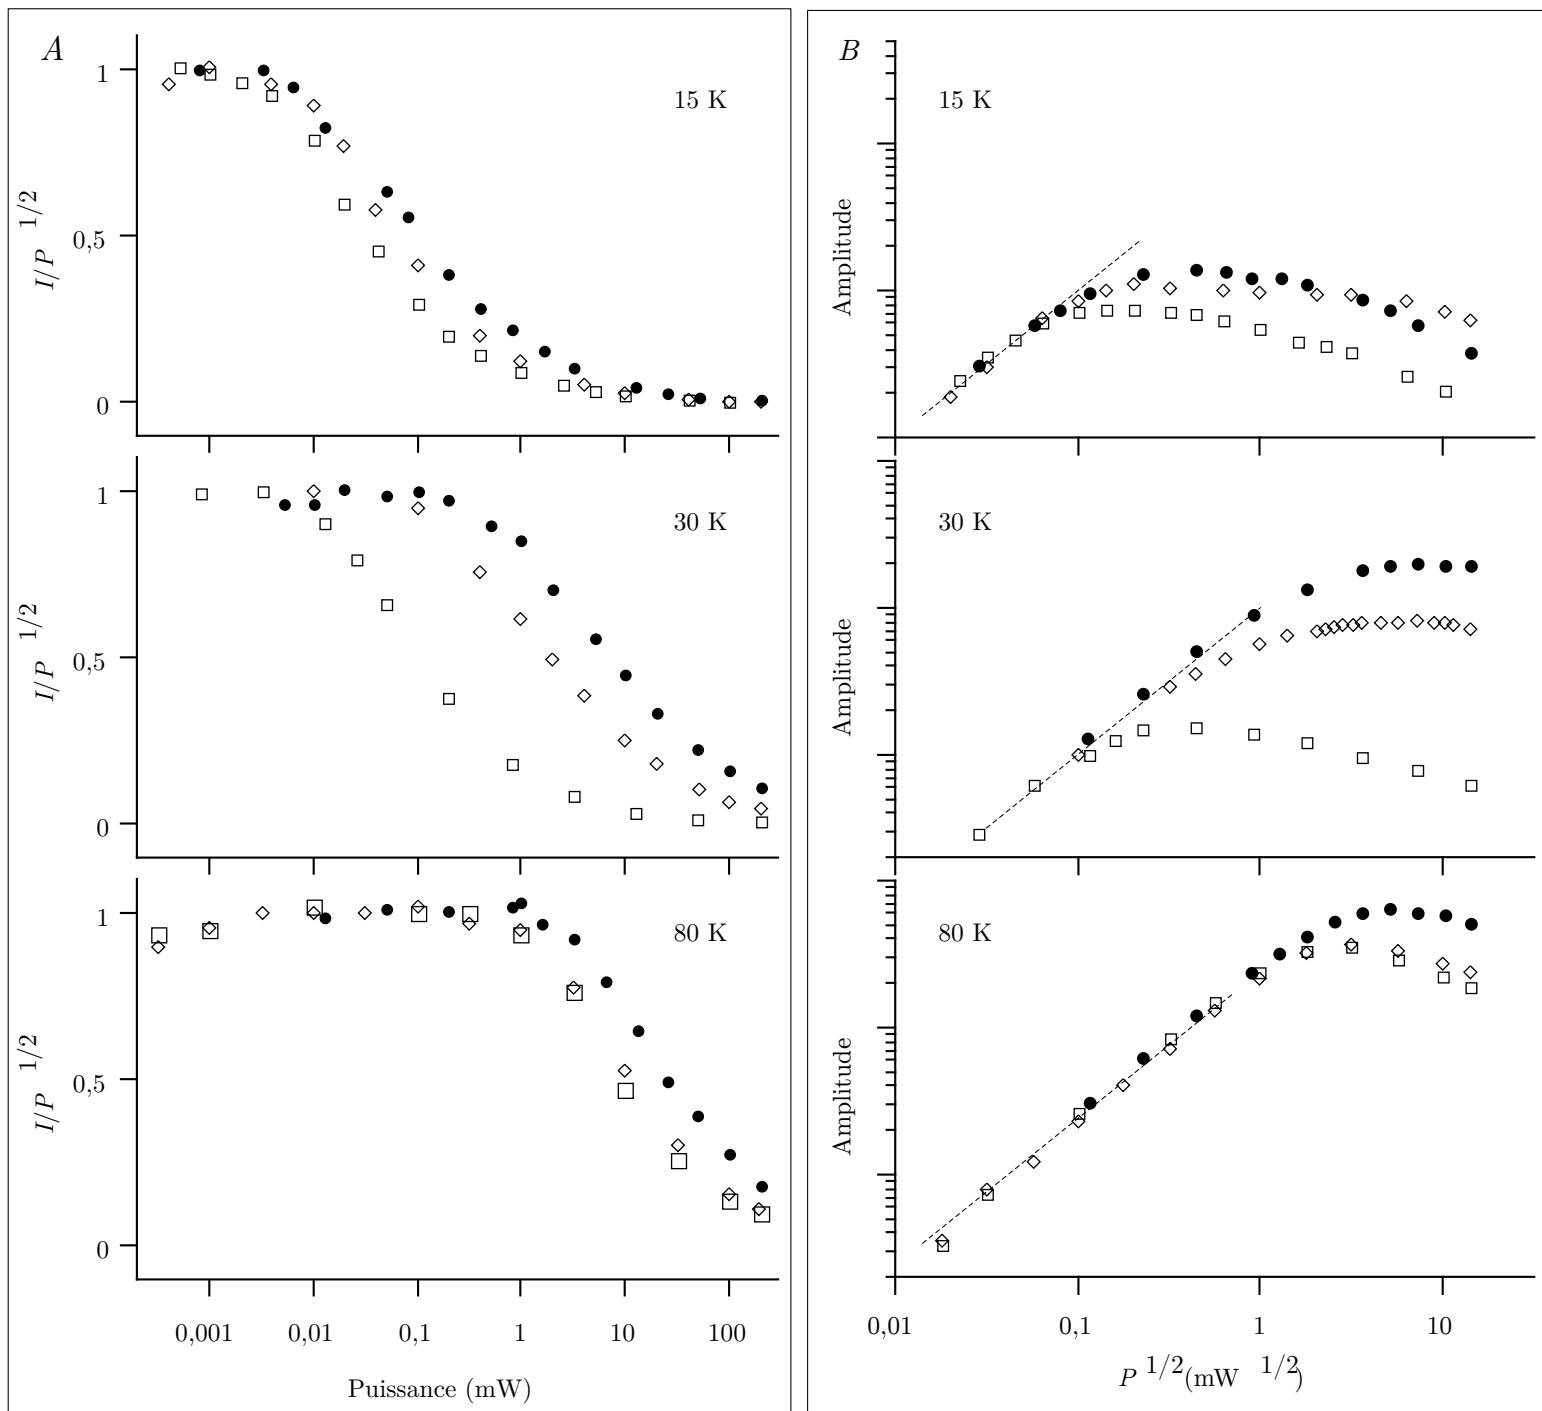 A
15 K
1
0,5
0
I/P 1/2
30 K
1
0,5
0
I/P 1/2
80 K
1
0,5
0
I/P 1/2
0,001 0,01 0,1 1 10 100
Puissance (mW)
B
15 K
Amplitude
30 K
Amplitude
80 K
Amplitude
0,01 0,1 1 10
P 1/2(mW 1/2)